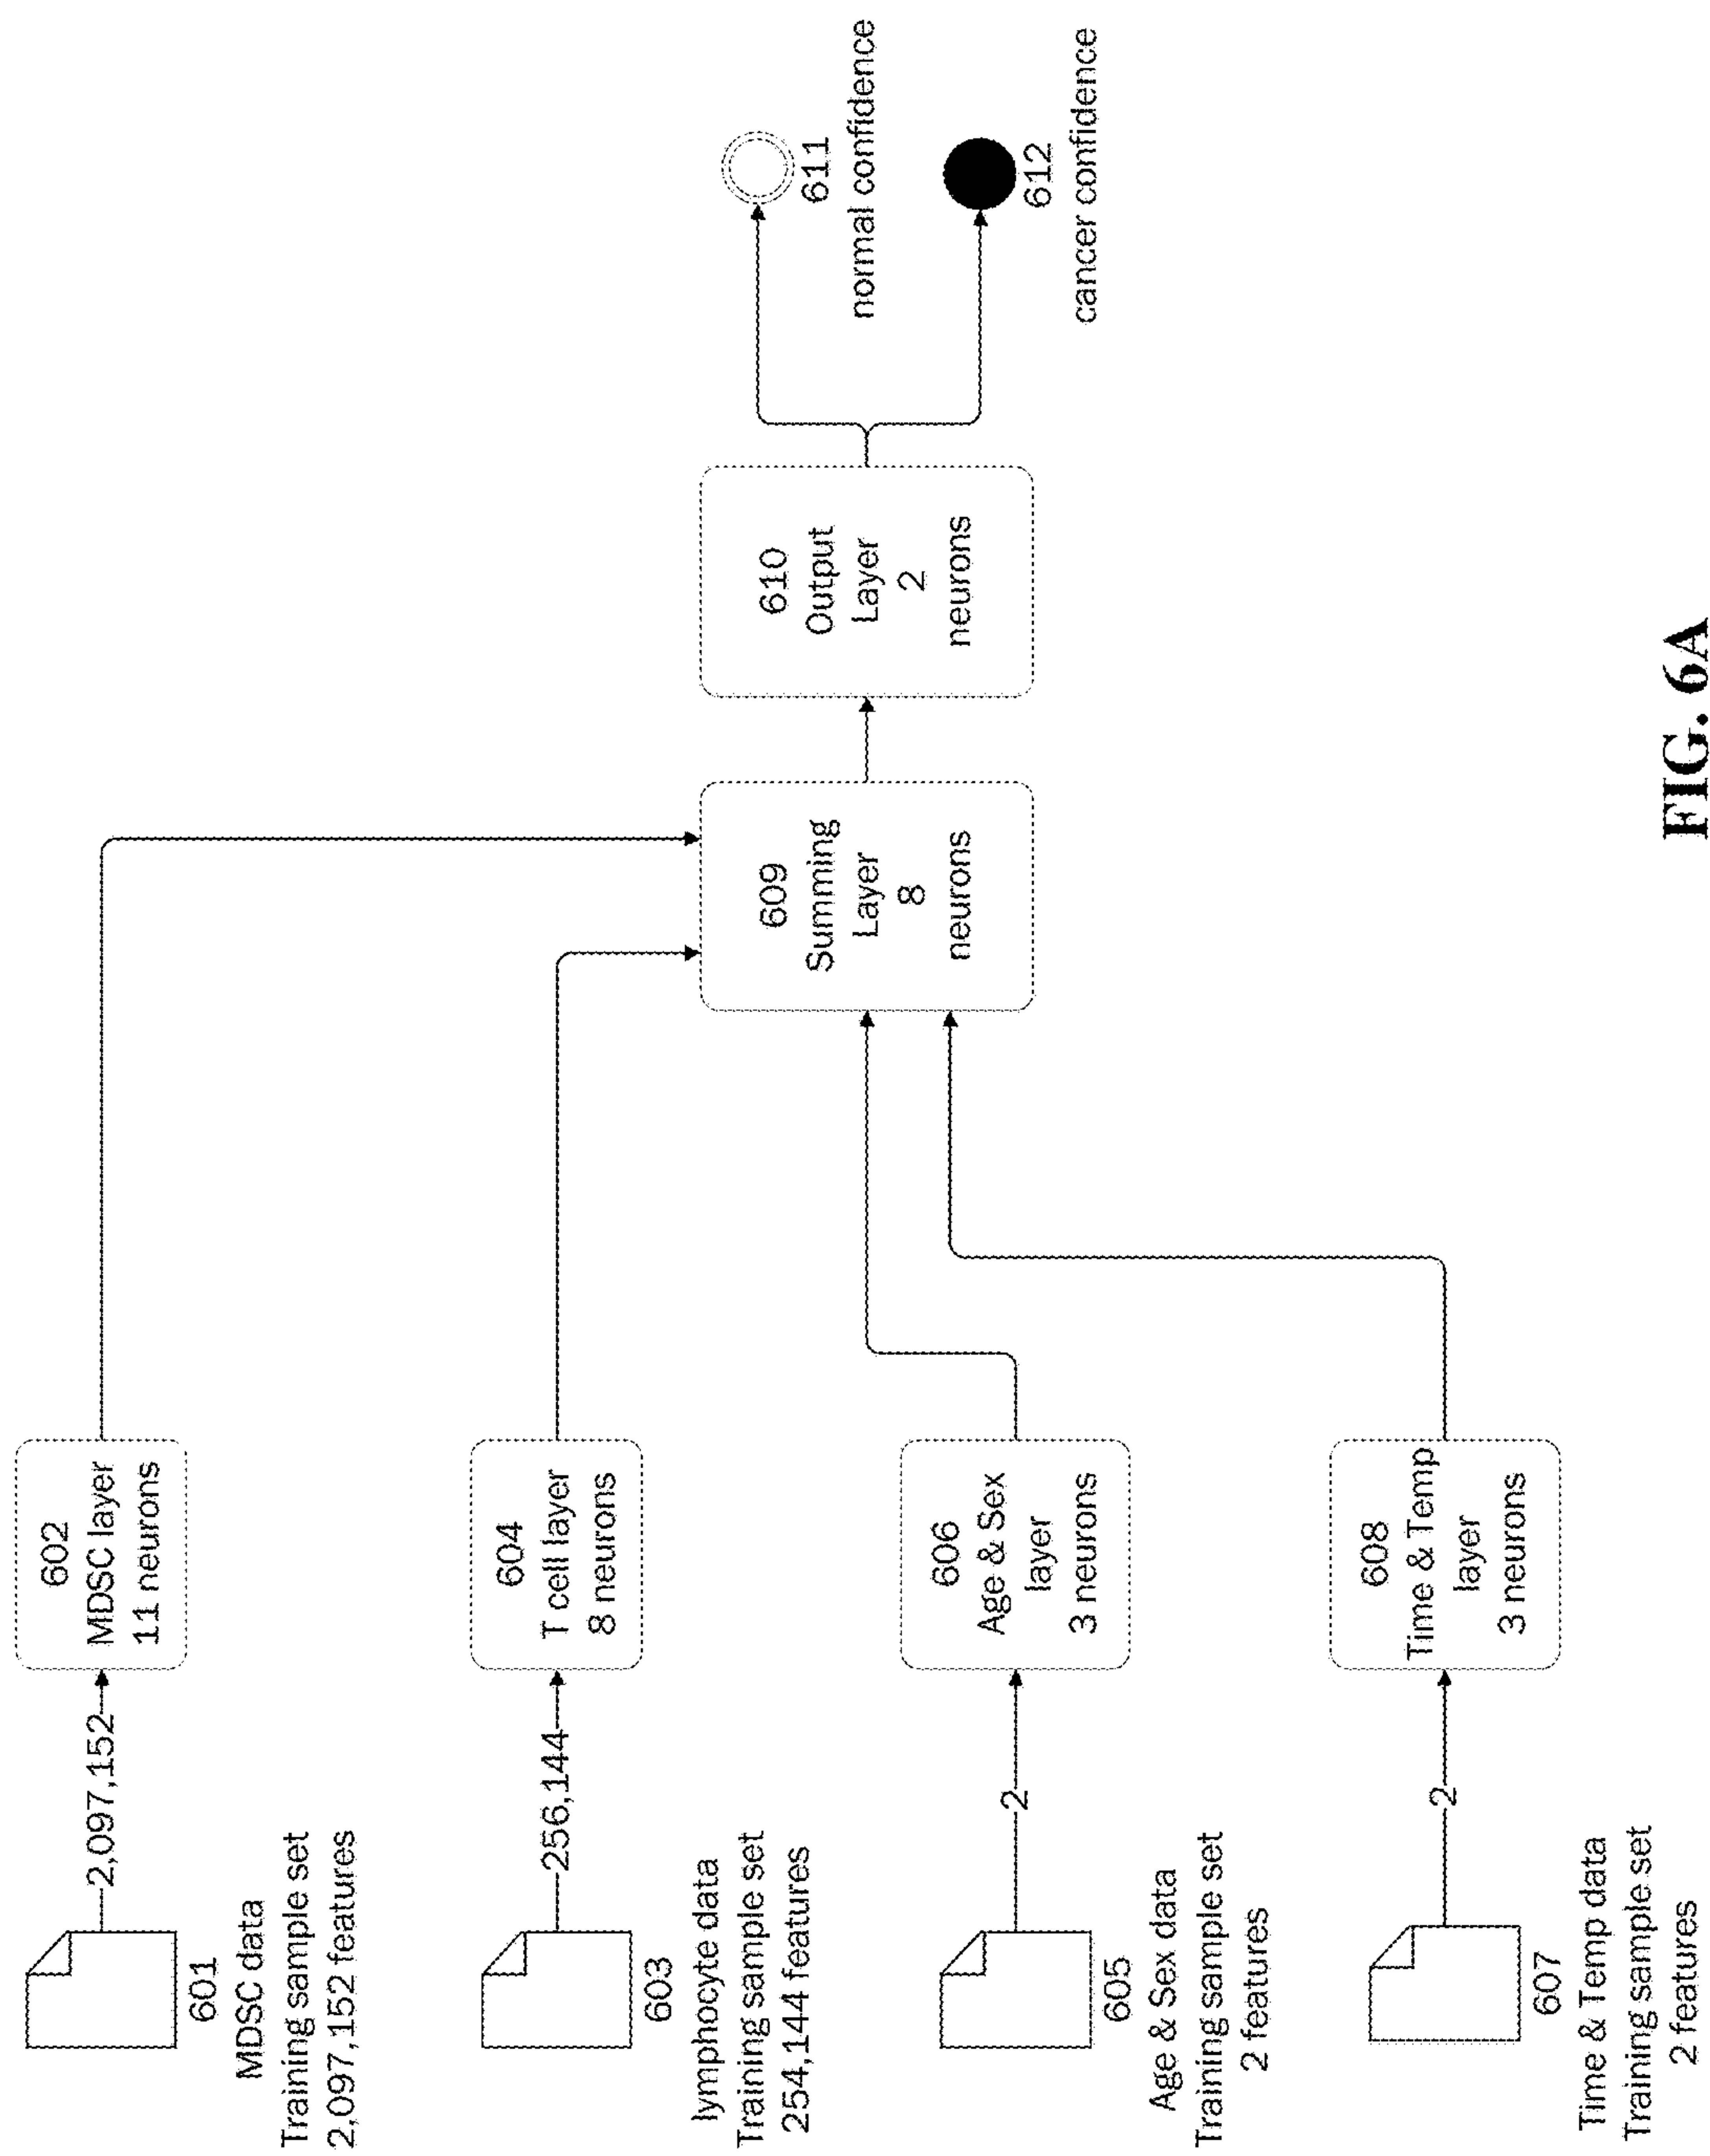 601
MDSC data
Training sample set
2,097,152 features
2,097,152
602
MDSC layer
11 neurons
603
lymphocyte data
Training sample set
254,144 features
256,144
604
T cell layer
8 neurons
605
Age & Sex data
Training sample set
2 features
2
606
Age & Sex
layer
3 neurons
607
Time & Temp data
Training sample set
2 features
2
608
Time & Temp
layer
3 neurons
609
Summing
Layer
8
neurons
610
Output
Layer
2
neurons
611
normal confidence
612
cancer confidence
FIG. 6A